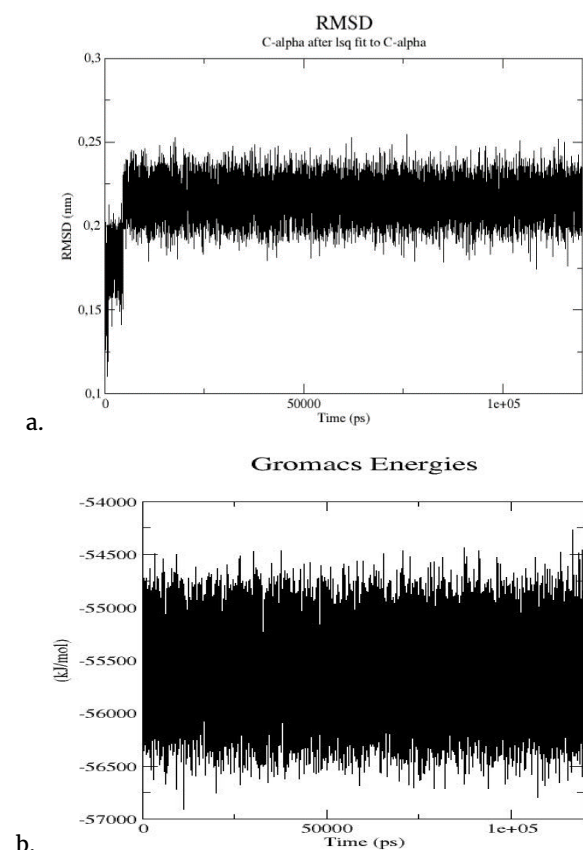 RMSD
C-alpha after lsq fit to C-alpha
0,3
0,25
0,2
0,15
0,1
RMSD (nm)
0
50000
1e+05
Time (ps)
a.
Gromacs Energies
-54000
-54500
-55000
-55500
-56000
-56500
-57000
(kJ/mol)
0
50000
1e+05
Time (ps)
b.